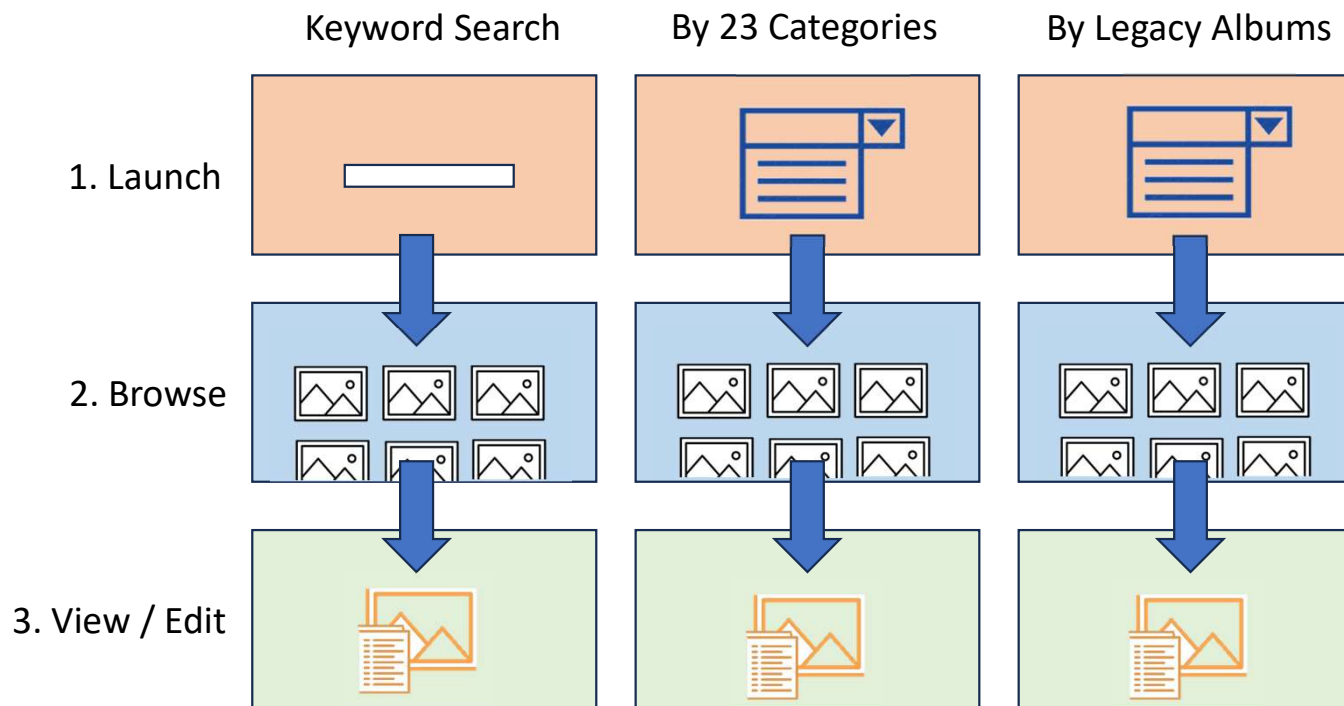 Keyword Search
By 23 Categories
By Legacy Albums
1. Launch
2. Browse
3. View / Edit